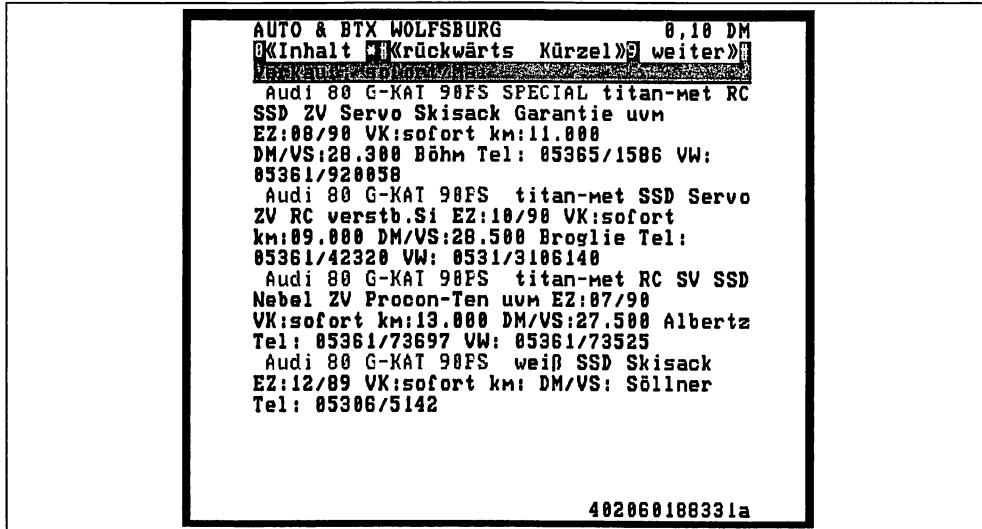 AUTO & BTX WOLFSBURG 0,10 DM
0«Inhalt *#«rückwärts Kürzel»9 weiter»#
Audi 80 G-KAT 90PS SPECIAL titan-met RC
SSD ZV Servo Skisack Garantie uvm
EZ:08/90 VK:sofort km:11.000
DM/VS:28.300 Böhm Tel: 05365/1586 VW:
05361/920058
Audi 80 G-KAT 90PS titan-met SSD Servo
ZV RC verstb.Si EZ:10/90 VK:sofort
km:09.000 DM/VS:28.500 Broglie Tel:
05361/42320 VW: 0531/3106140
Audi 80 G-KAT 90PS titan-met RC SV SSD
Nebel ZV Procon-Ten uvm EZ:07/90
VK:sofort km:13.000 DM/VS:27.500 Albertz
Tel: 05361/73697 VW: 05361/73525
Audi 80 G-KAT 90PS weiß SSD Skisack
EZ:12/89 VK:sofort km: DM/VS: Söllner
Tel: 05306/5142
402060188331a